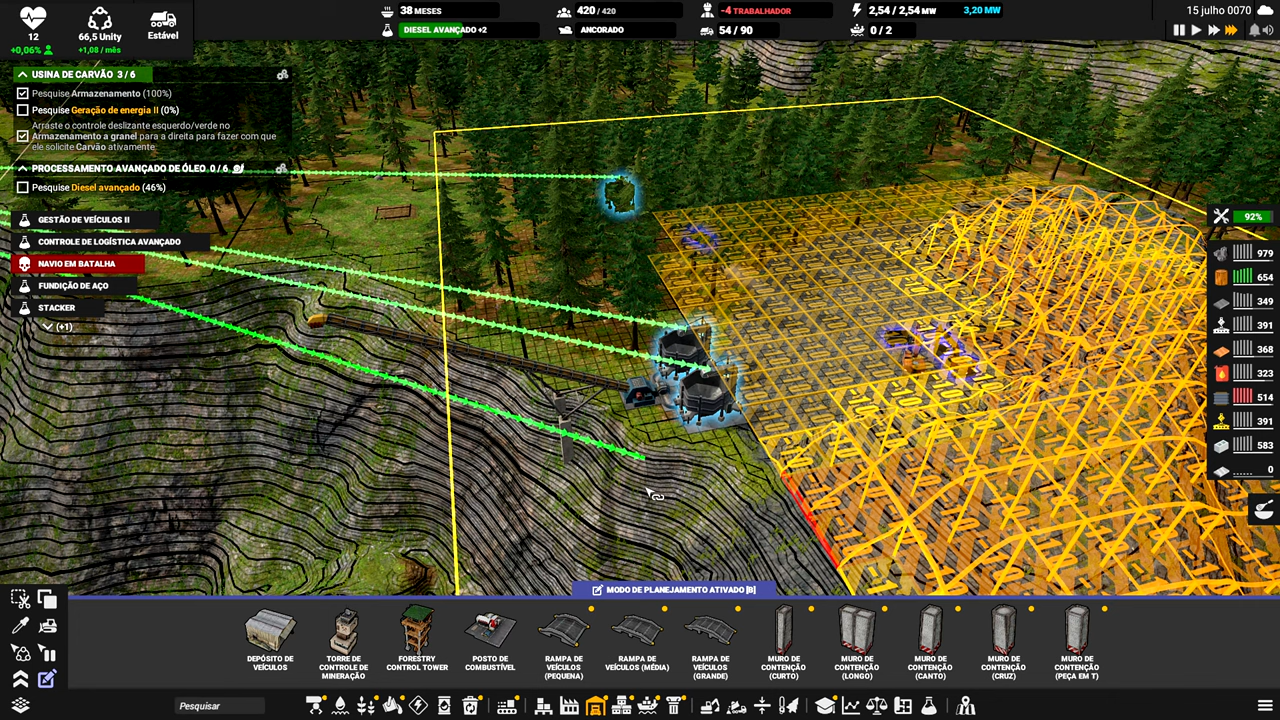 38 MESES
420 / 420
-4 TRABALHADOR
2,54 / 2,54 MW
3,20 MW
15 julho 0070
12
66,5 Unity
Estável
DIESEL AVANÇADO +2
ANCORADO
54 / 90
0 / 2
+0,06%
+1,08 / mês
USINA DE CARVÃO 3 / 6
Pesquise Armazenamento (100%)
Pesquise Geração de energia II (0%)
Arraste o controle deslizante esquerdo/verde no
Armazenamento a granel para a direita para fazer com que
ele solicite Carvão ativamente.
PROCESSAMENTO AVANÇADO DE ÓLEO 0 / 6
Pesquise Diesel avançado (46%)
GESTÃO DE VEÍCULOS II
CONTROLE DE LOGÍSTICA AVANÇADO
NAVIO EM BATALHA
FUNDIÇÃO DE AÇO
STACKER
(+1)
92%
979
654
349
391
368
323
514
391
583
0
MODO DE PLANEJAMENTO ATIVADO [B]
DEPÓSITO DE
VEÍCULOS
TORRE DE
CONTROLE DE
MINERAÇÃO
FORESTRY
CONTROL TOWER
POSTO DE
COMBUSTÍVEL
RAMPA DE
VEÍCULOS
(PEQUENA)
RAMPA DE
VEÍCULOS (MÉDIA)
RAMPA DE
VEÍCULOS
(GRANDE)
MURO DE
CONTENÇÃO
(CURTO)
MURO DE
CONTENÇÃO
(LONGO)
MURO DE
CONTENÇÃO
(CANTO)
MURO DE
CONTENÇÃO
(CRUZ)
MURO DE
CONTENÇÃO
(PEÇA EM T)
Pesquisar